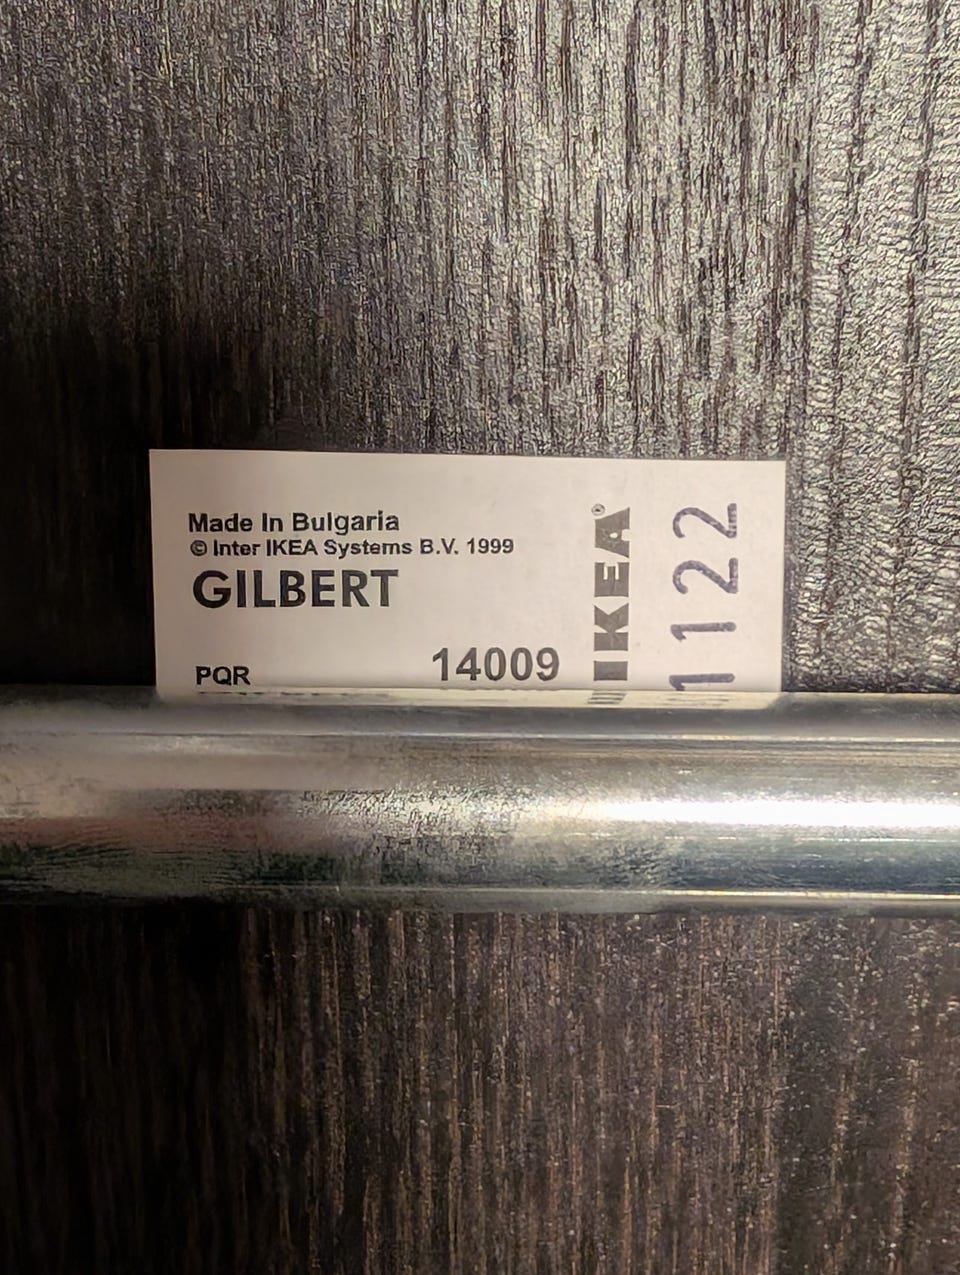 Made In Bulgaria
© Inter IKEA Systems B.V. 1999
GILBERT
PQR 14009
IKEA®
1122